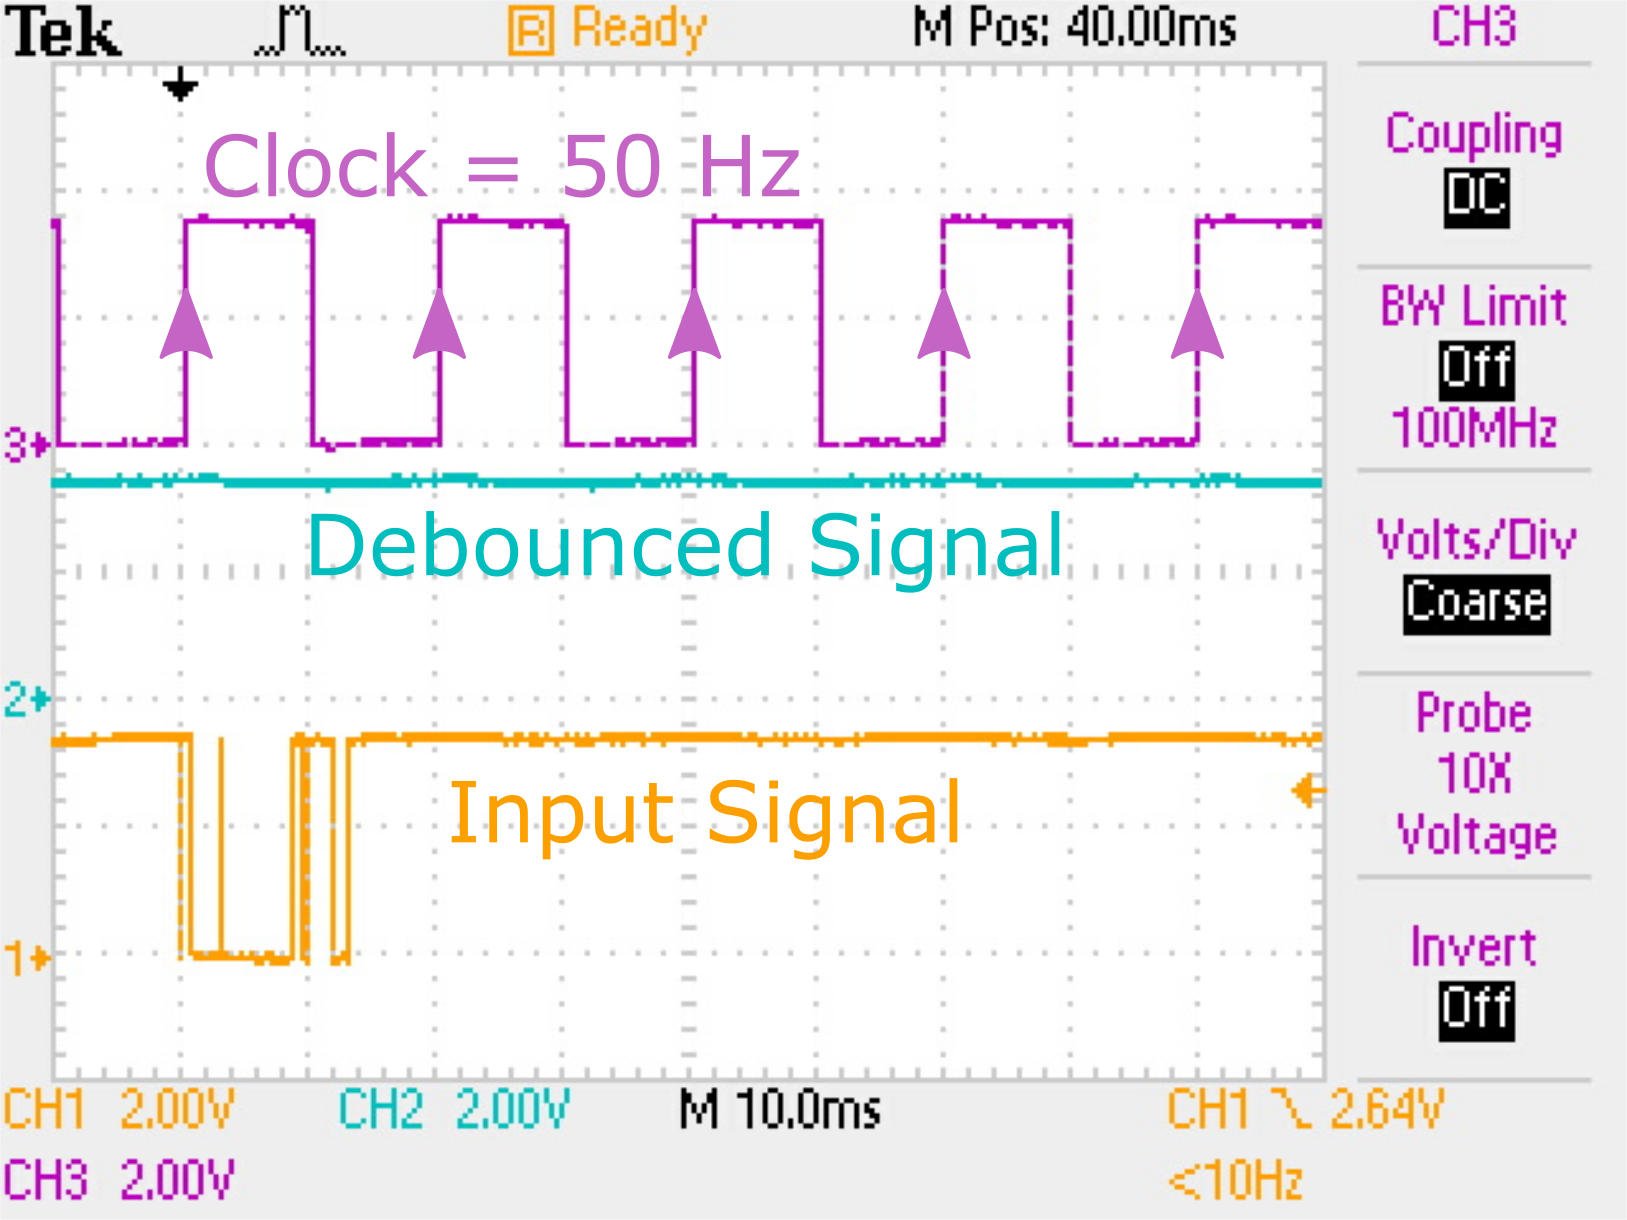 Tek
R Ready
M Pos: 40.00ms
CH3
Clock = 50 Hz
Coupling
DC
BW Limit
Off
100MHz
3
Debounced Signal
Volts/Div
Coarse
2
Probe
10X
Voltage
Input Signal
1
Invert
Off
CH1 2.00V
CH2 2.00V
M 10.0ms
CH1 2.64V
CH3 2.00V
<10Hz